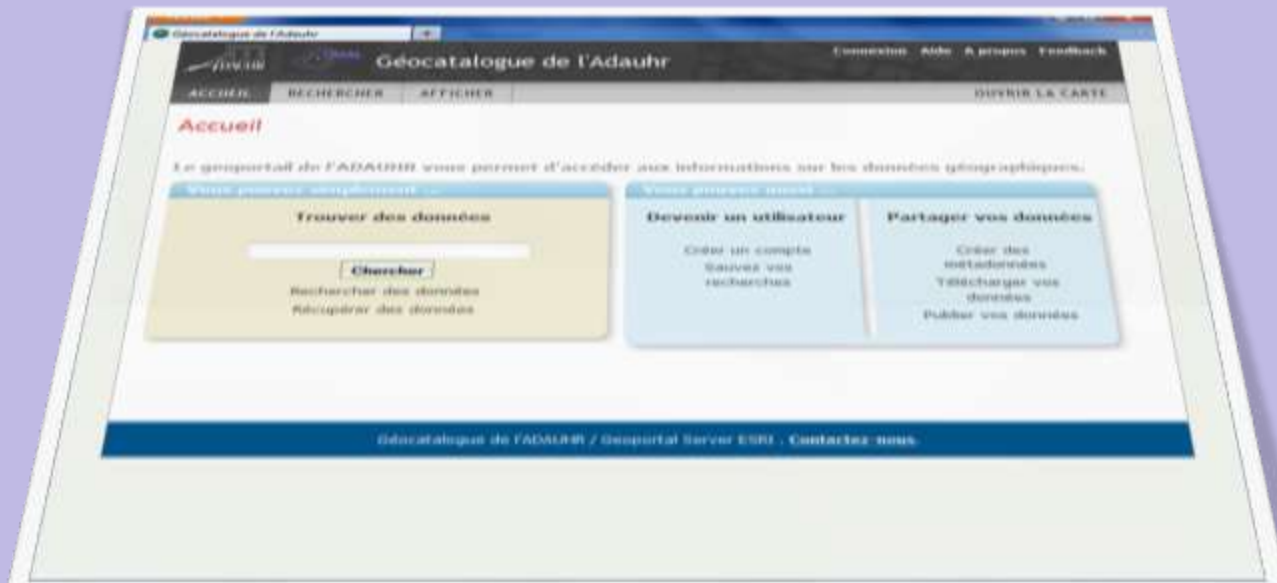 Géocatalogue de l'Adauhr
ADAUHR
Géocatalogue de l'Adauhr
Connexion Aide A propos Feedback
ACCUEIL RECHERCHER AFFICHER
OUVRIR LA CARTE
Accueil
Le geoportail de l'ADAUHR vous permet d'accéder aux informations sur les données géographiques.
Vous pouvez simplement ...
Trouver des données
Chercher
Rechercher des données
Récupérer des données
Vous pouvez aussi ...
Devenir un utilisateur
Créer un compte
Sauvez vos
recherches
Partager vos données
Créer des
métadonnées
Télécharger vos
données
Publier vos données
Géocatalogue de l'ADAUHR / Geoportal Server ESRI . Contactez-nous.